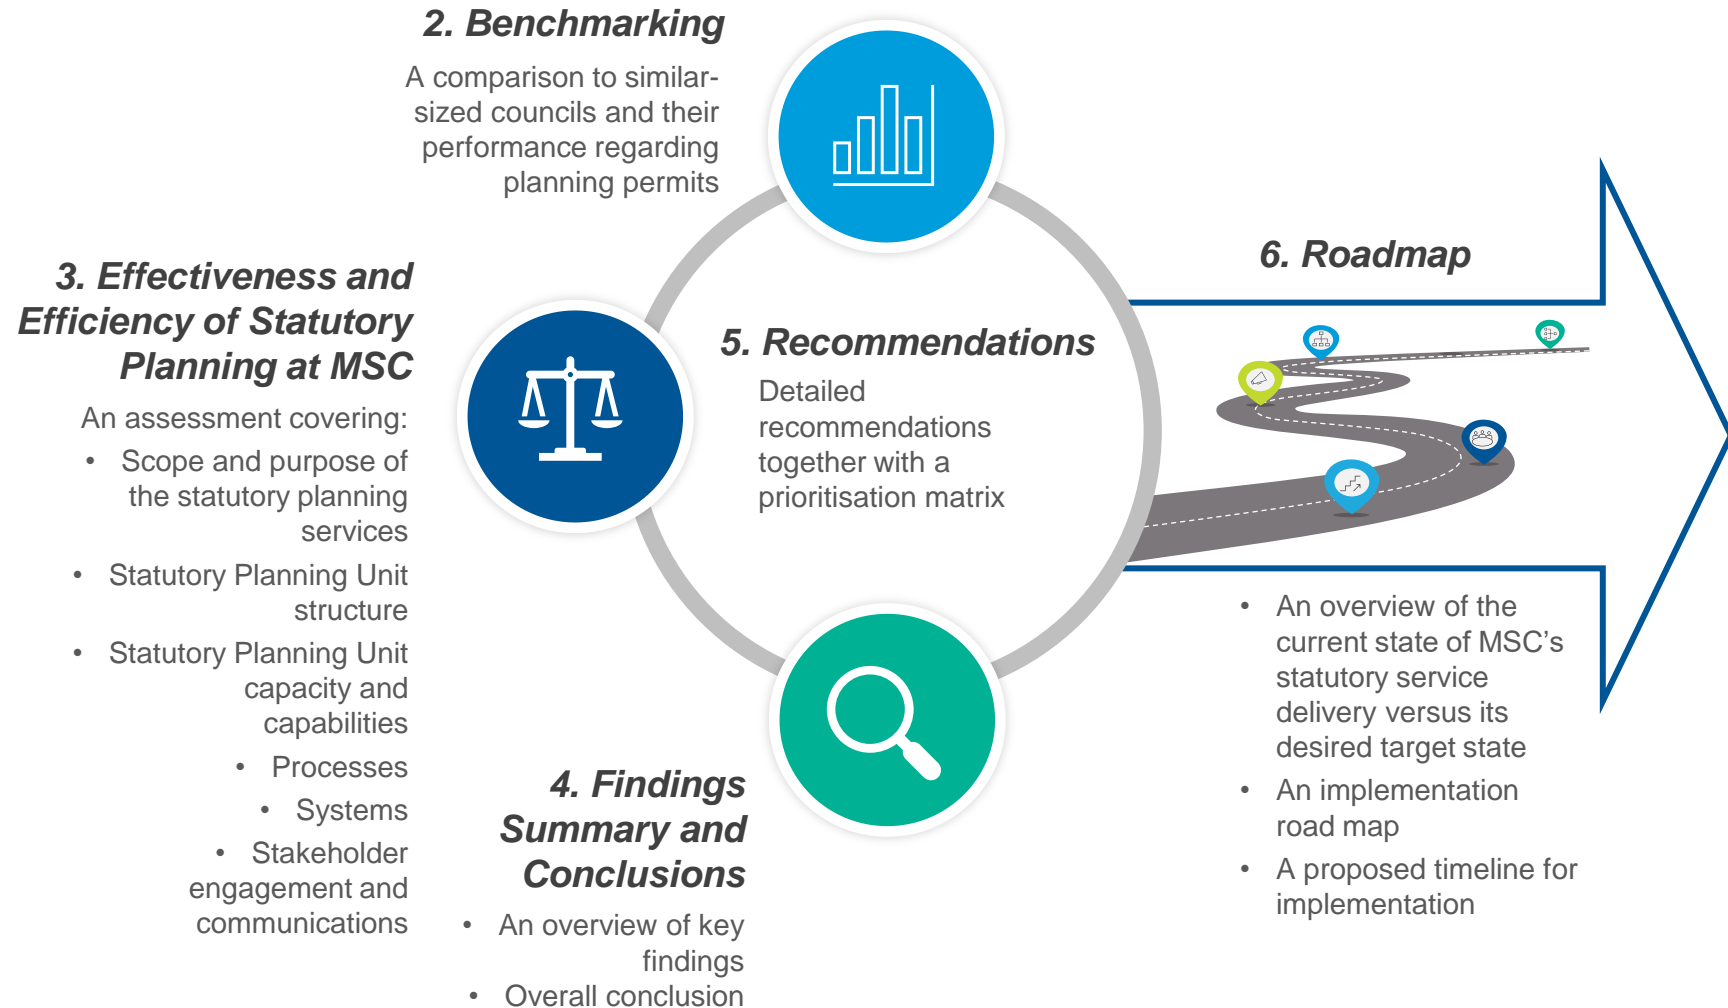 2. Benchmarking
A comparison to similar-
sized councils and their
performance regarding
planning permits
3. Effectiveness and
Efficiency of Statutory
Planning at MSC
An assessment covering:
• Scope and purpose of
the statutory planning
services
• Statutory Planning Unit
structure
• Statutory Planning Unit
capacity and
capabilities
• Processes
• Systems
• Stakeholder
engagement and
communications
4. Findings
Summary and
Conclusions
• An overview of key
findings
• Overall conclusion
5. Recommendations
Detailed
recommendations
together with a
prioritisation matrix
6. Roadmap
• An overview of the
current state of MSC’s
statutory service
delivery versus its
desired target state
• An implementation
road map
• A proposed timeline for
implementation